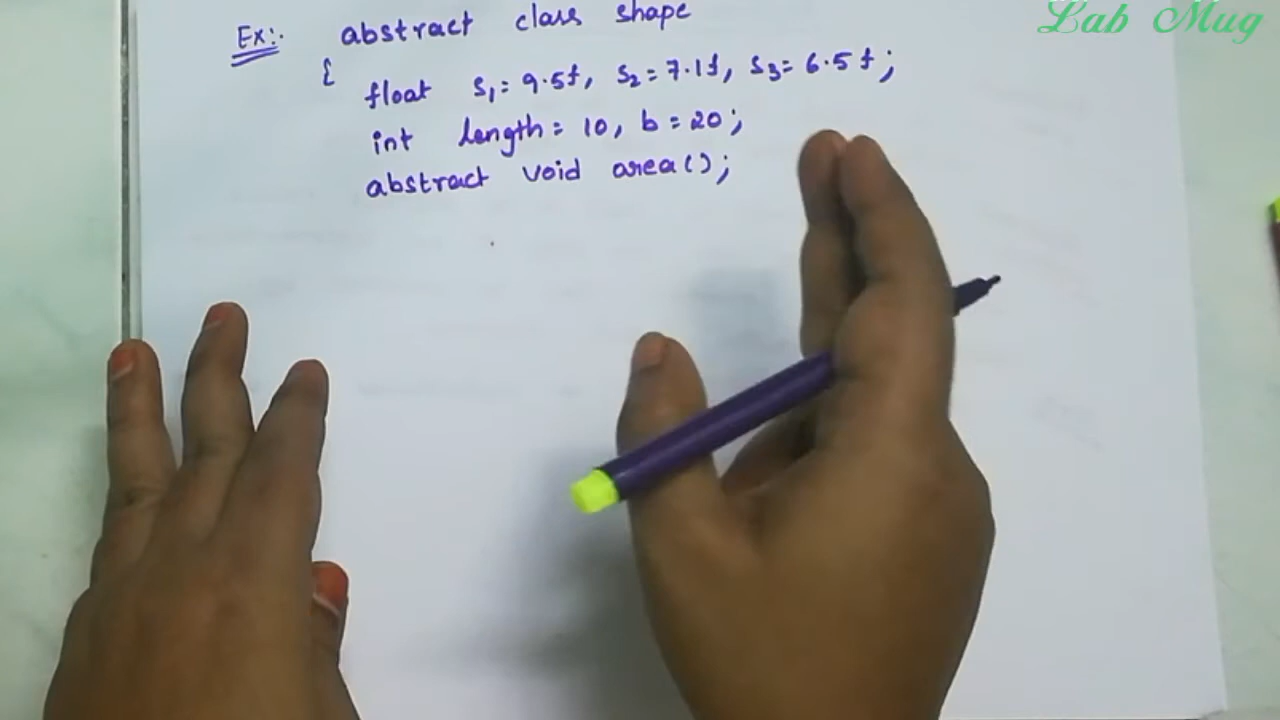 Lab Mug
Ex:- abstract class shape
{
float s1 = 9.5f, s2 = 7.1f, s3 = 6.5f;
int length = 10, b = 20;
abstract void area();